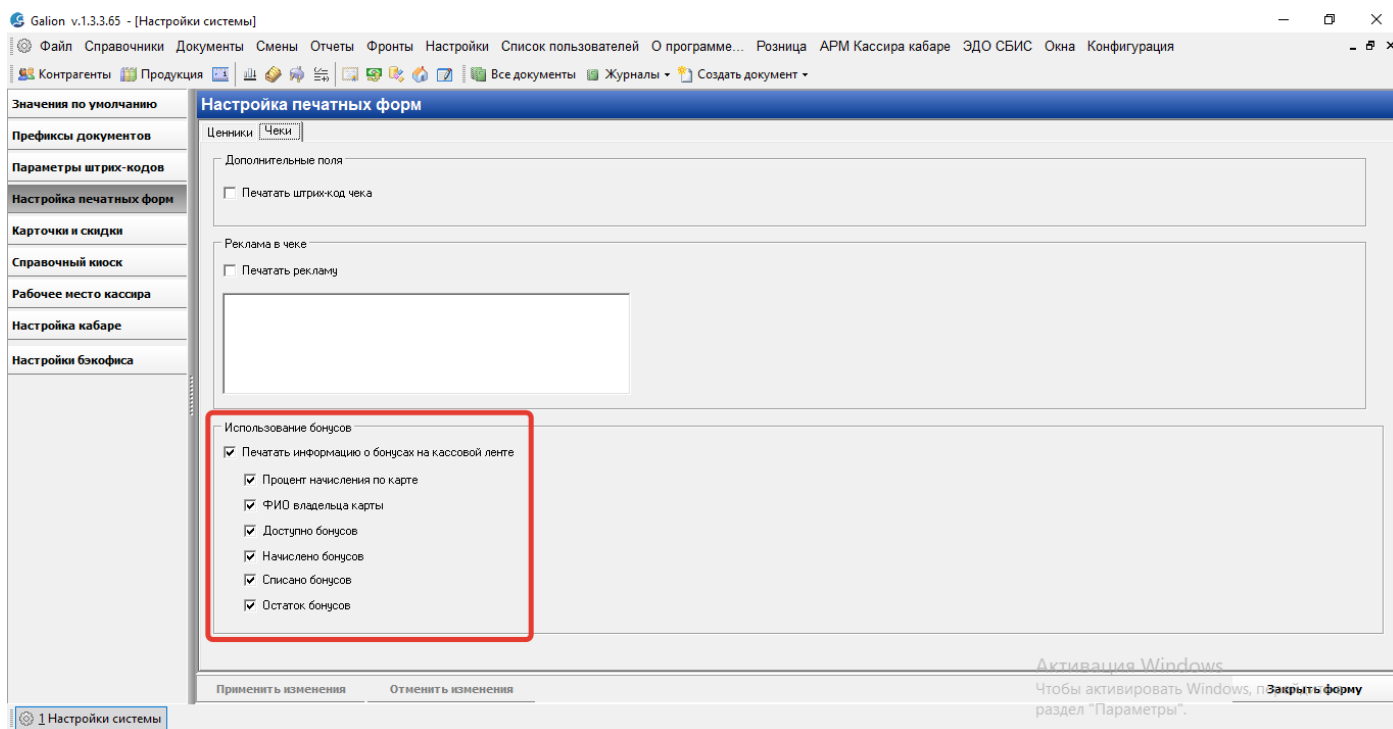 Galion v.1.3.3.65 - [Настройки системы]
Файл Справочники Документы Смены Отчеты Фронты Настройки Список пользователей О программе... Розница АРМ Кассира кабаре ЭДО СБИС Окна Конфигурация
Контрагенты Продукция Все документы Журналы Создать документ
Значения по умолчанию
Префиксы документов
Параметры штрих-кодов
Настройка печатных форм
Карточки и скидки
Справочный киоск
Рабочее место кассира
Настройка кабаре
Настройки бэкофиса
Настройка печатных форм
Ценники Чеки
Дополнительные поля
Печатать штрих-код чека
Реклама в чеке
Печатать рекламу
Использование бонусов
Печатать информацию о бонусах на кассовой ленте
Процент начисления по карте
ФИО владельца карты
Доступно бонусов
Начислено бонусов
Списано бонусов
Остаток бонусов
Применить изменения Отменить изменения
Закрыть форму
Активация Windows
Чтобы активировать Windows,
раздел "Параметры".
1 Настройки системы